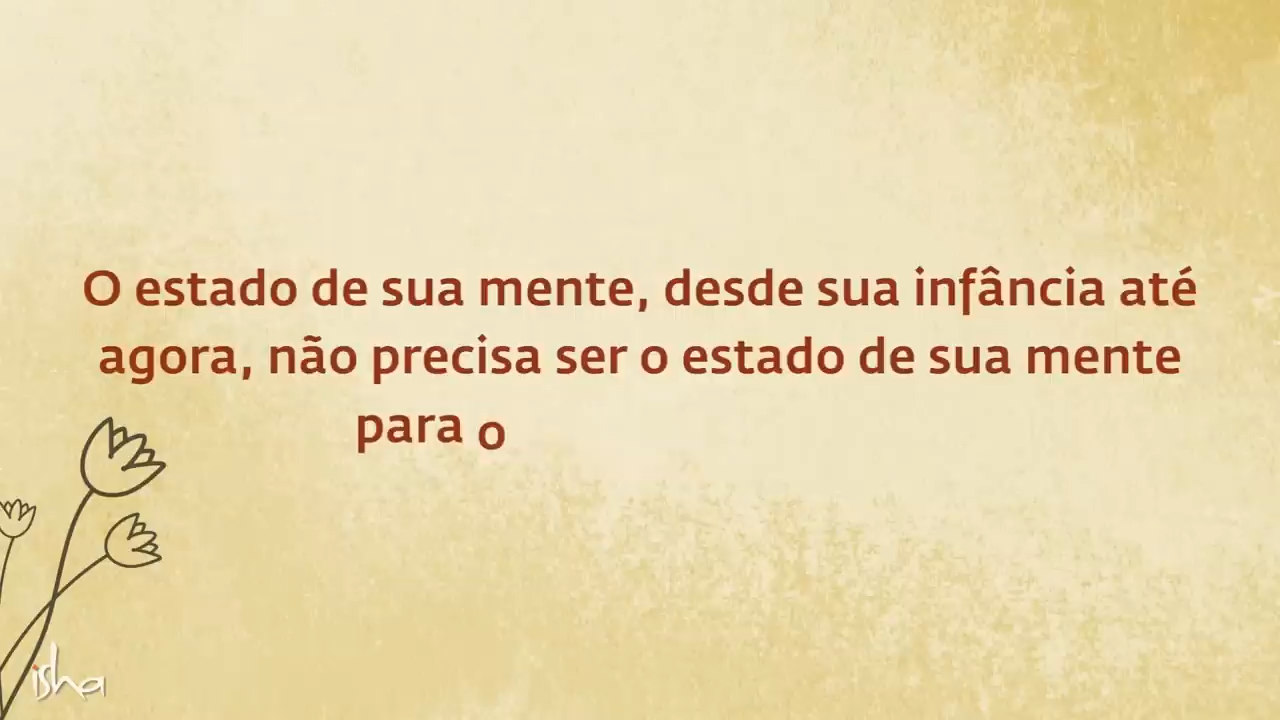 O estado de sua mente, desde sua infância até
agora, não precisa ser o estado de sua mente
para o
isha